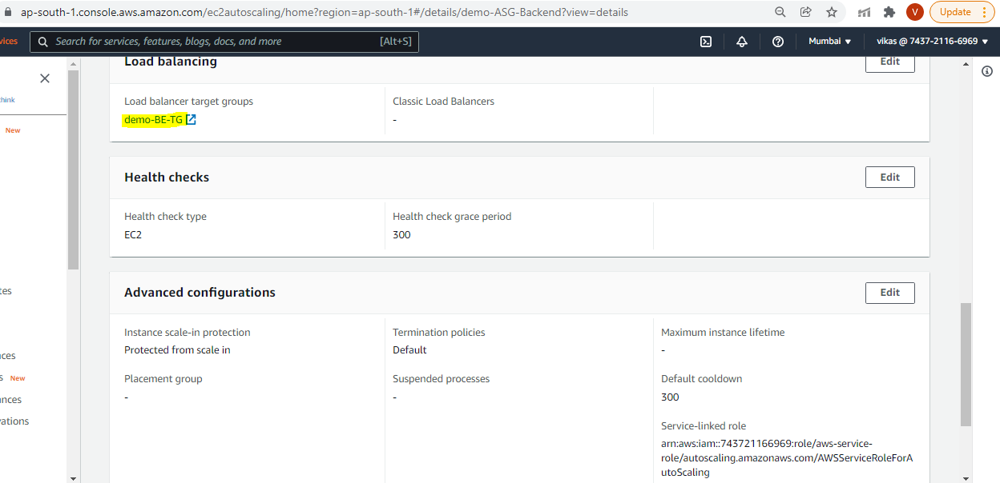 ap-south-1.console.aws.amazon.com/ec2autoscaling/home?region=ap-south-1#/details/demo-ASG-Backend?view=details
V
Update
vices
Search for services, features, blogs, docs, and more
[Alt+S]
Mumbai
vikas @ 7437-2116-6969
Load balancing
Edit
Load balancer target groups
Classic Load Balancers
hink
demo-BE-TG
-
New
Health checks
Edit
Health check type
Health check grace period
EC2
300
Advanced configurations
Edit
tes
Instance scale-in protection
Termination policies
Maximum instance lifetime
Protected from scale in
Default
-
nces
Placement group
Suspended processes
Default cooldown
s New
-
-
300
ances
vations
Service-linked role
arn:aws:iam::743721166969:role/aws-service-
role/autoscaling.amazonaws.com/AWSServiceRoleForA
utoScaling